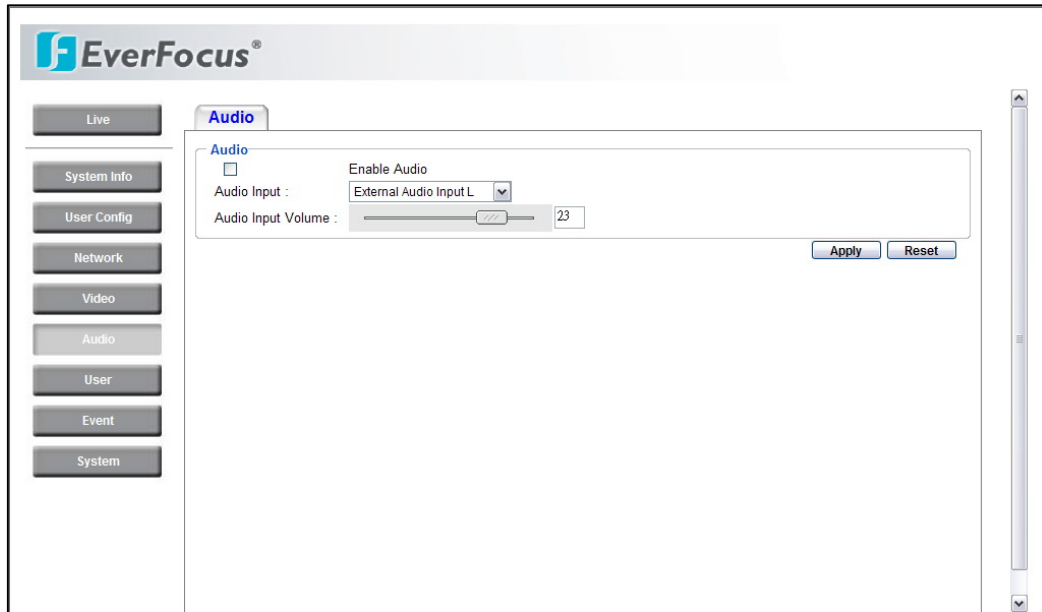 EverFocus®
Live
System Info
User Config
Network
Video
Audio
User
Event
System
Audio
Audio
Enable Audio
Audio Input : External Audio Input L
Audio Input Volume : 23
Apply Reset